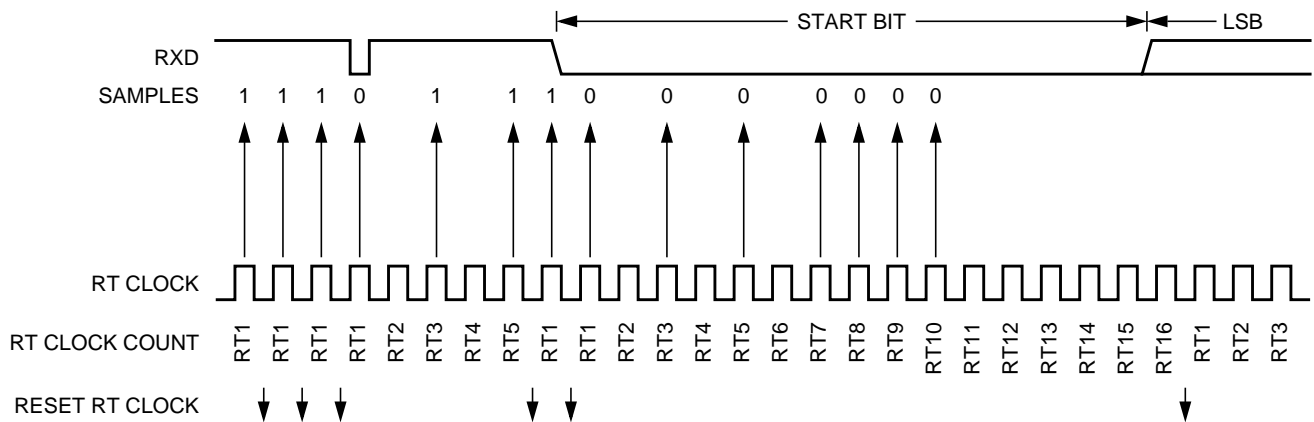 START BIT LSB
RXD
SAMPLES 1 1 1 0 1 1 1 0 0 0 0 0 0 0
RT CLOCK
RT CLOCK COUNT RT1 RT1 RT1 RT1 RT2 RT3 RT4 RT5 RT1 RT1 RT2 RT3 RT4 RT5 RT6 RT7 RT8 RT9 RT10 RT11 RT12 RT13 RT14 RT15 RT16 RT1 RT2 RT3
RESET RT CLOCK